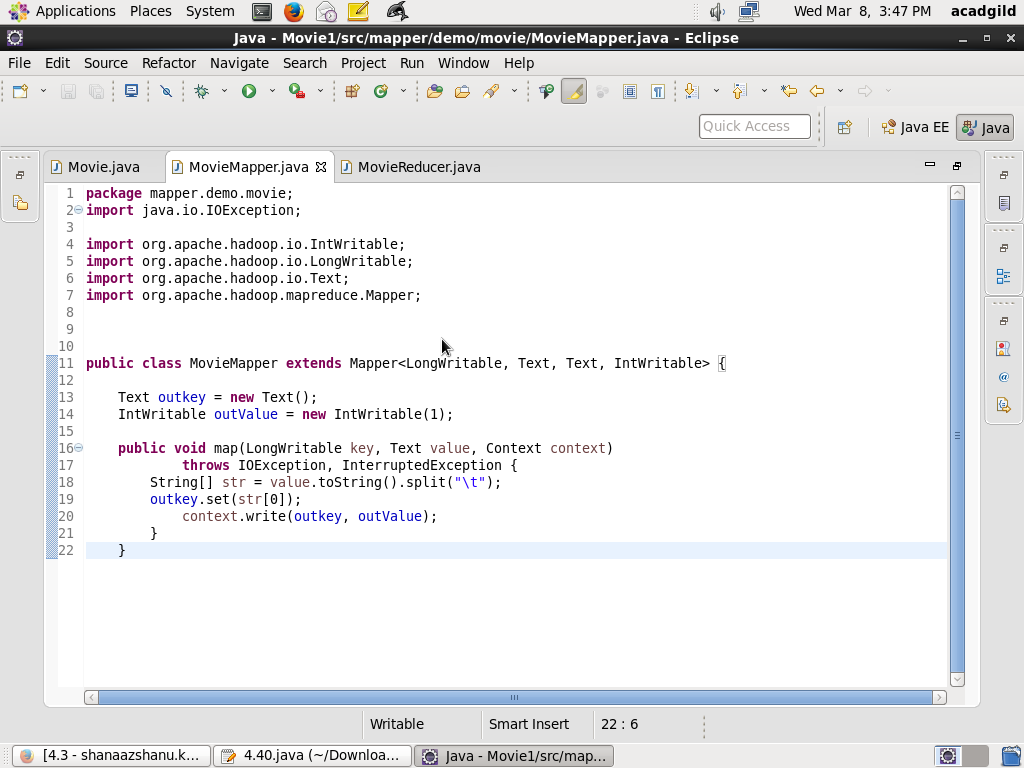 Applications Places System Wed Mar 8, 3:47 PM acadgild
Java - Movie1/src/mapper/demo/movie/MovieMapper.java - Eclipse
File Edit Source Refactor Navigate Search Project Run Window Help
Quick Access Java EE Java
Movie.java MovieMapper.java MovieReducer.java
1 package mapper.demo.movie;
2 import java.io.IOException;
3
4 import org.apache.hadoop.io.IntWritable;
5 import org.apache.hadoop.io.LongWritable;
6 import org.apache.hadoop.io.Text;
7 import org.apache.hadoop.mapreduce.Mapper;
8
9
10
11 public class MovieMapper extends Mapper<LongWritable, Text, Text, IntWritable> {
12
13 Text outkey = new Text();
14 IntWritable outValue = new IntWritable(1);
15
16 public void map(LongWritable key, Text value, Context context)
17 throws IOException, InterruptedException {
18 String[] str = value.toString().split("\t");
19 outkey.set(str[0]);
20 context.write(outkey, outValue);
21 }
22 }
Writable Smart Insert 22 : 6
[4.3 - shanaazshanu.k... 4.40.java (~/Downloa... Java - Movie1/src/map...